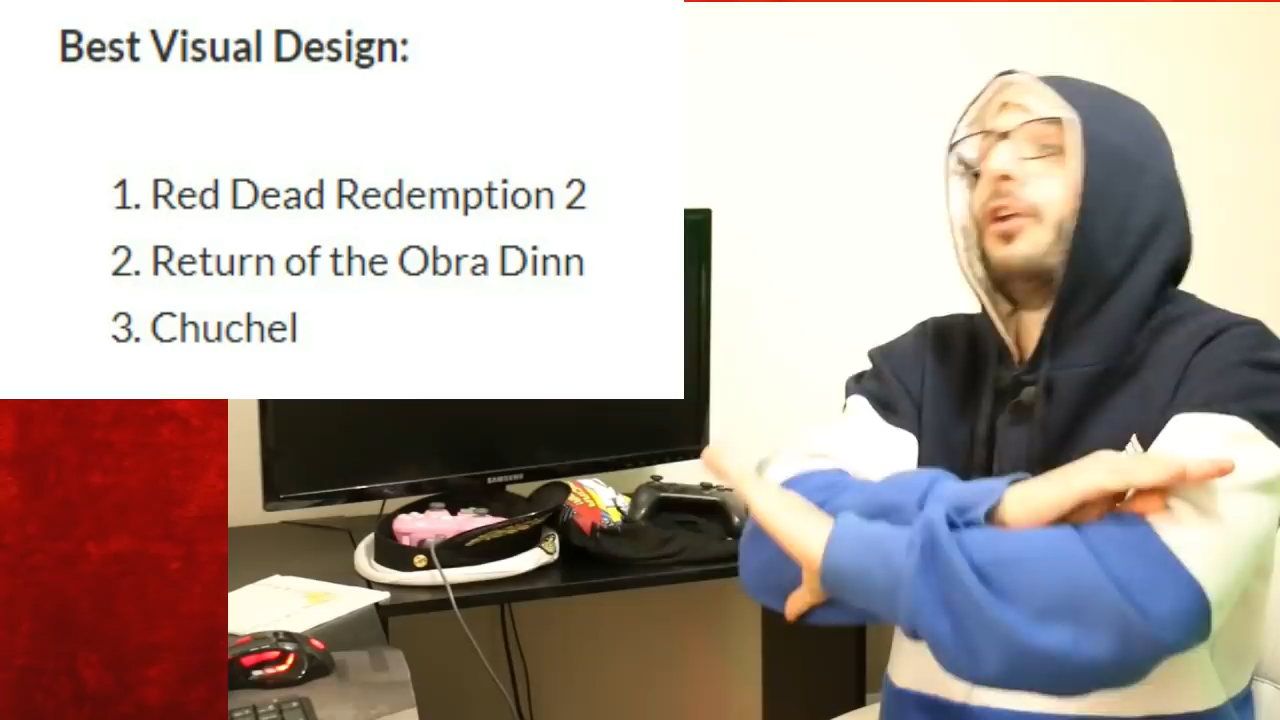 Best Visual Design:
1. Red Dead Redemption 2
2. Return of the Obra Dinn
3. Chuchel
SAMSUNG